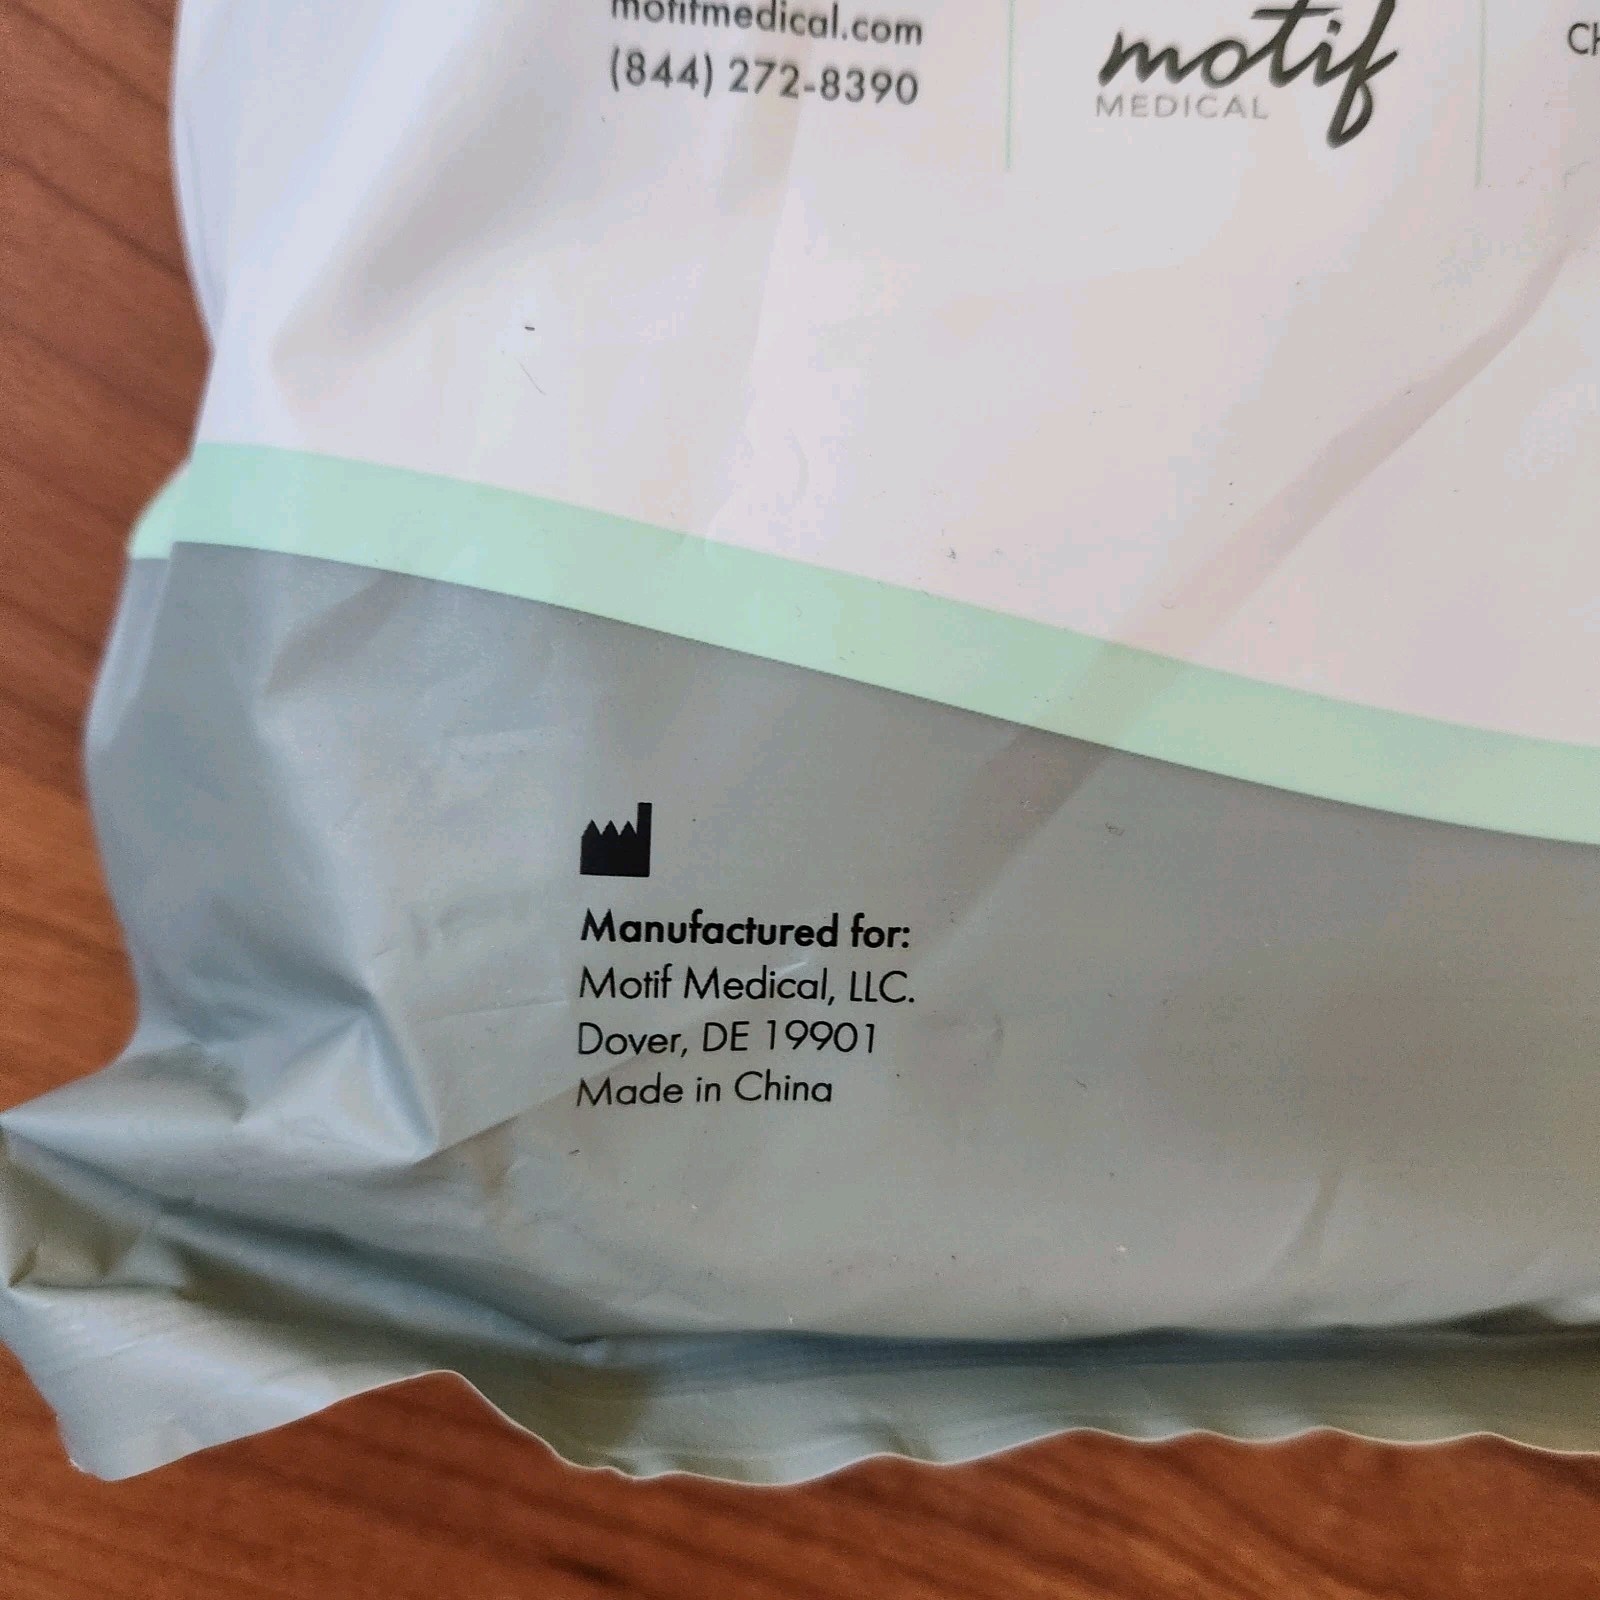 motifmedical.com
(844) 272-8390
motif
MEDICAL
Manufactured for:
Motif Medical, LLC.
Dover, DE 19901
Made in China